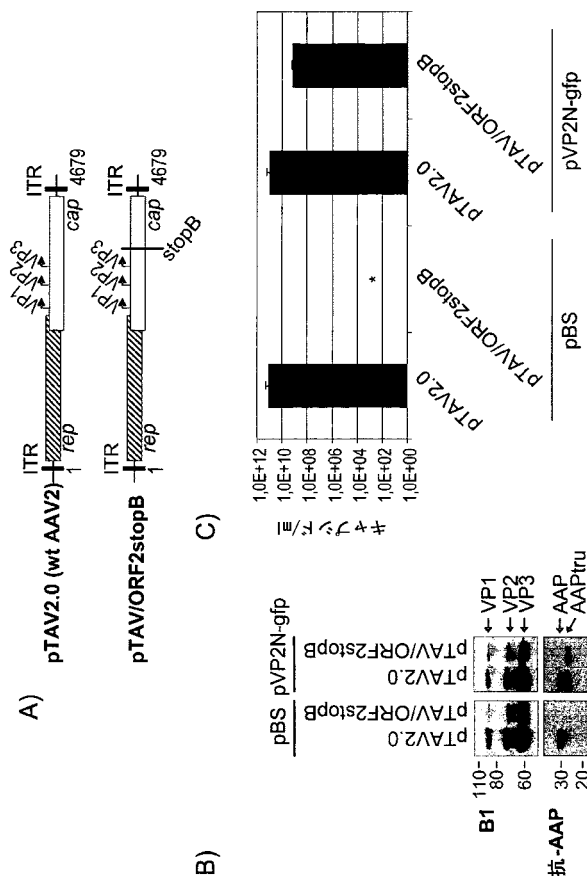 A)
pTAV2.0 (wt AAV2)
ITR
VP1
VP2
VP3
ITR
1
rep
cap
4679
pTAV/ORF2stopB
ITR
VP1
VP2
VP3
ITR
1
rep
cap
4679
stopB
B)
pBS
pVP2N-gfp
pTAV2.0
pTAV/ORF2stopB
pTAV2.0
pTAV/ORF2stopB
B1
110-
80-
60-
VP1
VP2
VP3
抗-AAP
30-
20-
AAP
AAPtru
C)
キャプシド/ml
1,0E+12
1,0E+10
1,0E+08
1,0E+06
1,0E+04
1,0E+02
1,0E+00
*
pTAV2.0
pTAV/ORF2stopB
pTAV2.0
pTAV/ORF2stopB
pBS
pVP2N-gfp